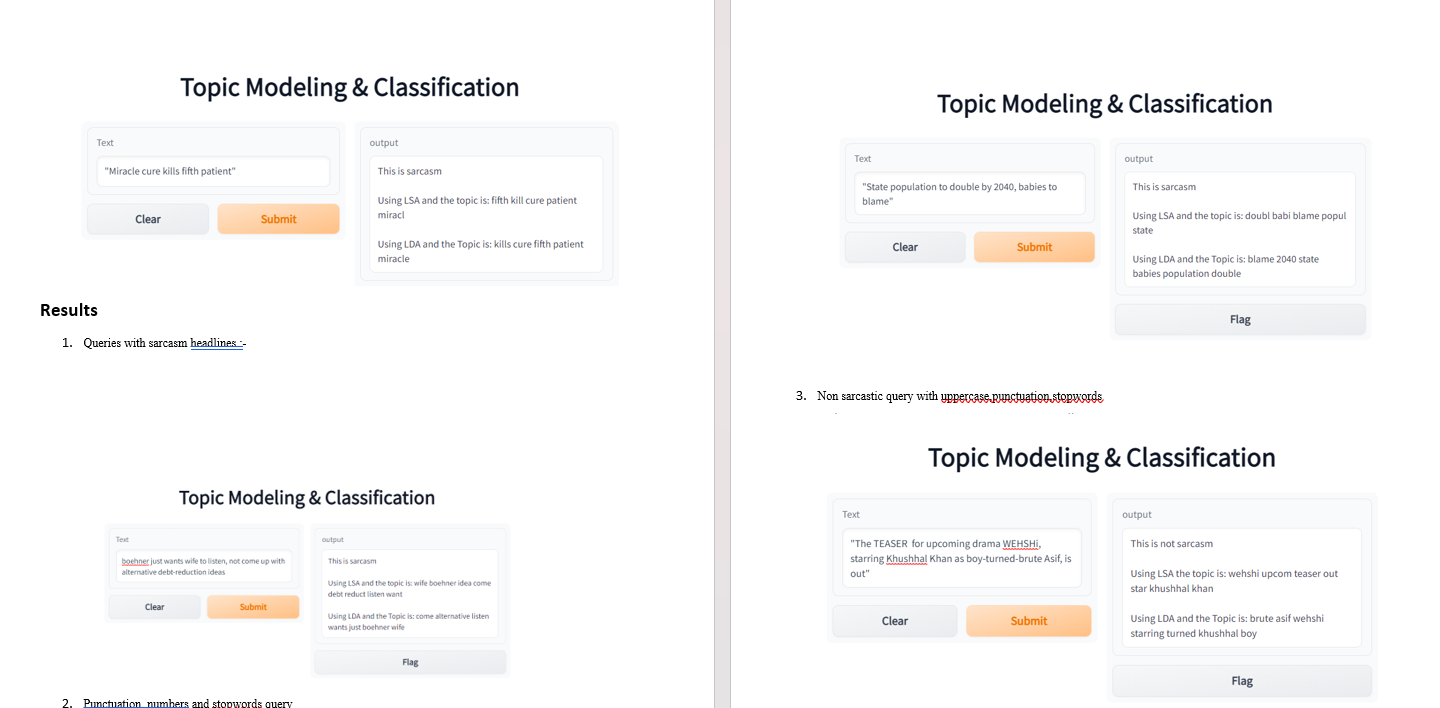 Topic Modeling & Classification
Text
"Miracle cure kills fifth patient"
Clear
Submit
output
This is sarcasm
Using LSA and the topic is: fifth kill cure patient
miracl
Using LDA and the Topic is: kills cure fifth patient
miracle
Results
1. Queries with sarcasm headlines :-
Topic Modeling & Classification
Text
boehner just wants wife to listen, not come up with
alternative debt-reduction ideas
Clear
Submit
output
This is sarcasm
Using LSA and the topic is: wife boehner idea come
debt reduct listen want
Using LDA and the Topic is: come alternative listen
wants just boehner wife
Flag
2. Punctuation, numbers and stopwords query
Topic Modeling & Classification
Text
"State population to double by 2040, babies to
blame"
Clear
Submit
output
This is sarcasm
Using LSA and the topic is: doubl babi blame popul
state
Using LDA and the Topic is: blame 2040 state
babies population double
Flag
3. Non sarcastic query with uppercase,punctuation,stopwords
Topic Modeling & Classification
Text
"The TEASER for upcoming drama WEHSHi,
starring Khushhal Khan as boy-turned-brute Asif, is
out"
Clear
Submit
output
This is not sarcasm
Using LSA the topic is: wehshi upcom teaser out
star khushhal khan
Using LDA and the Topic is: brute asif wehshi
starring turned khushhal boy
Flag